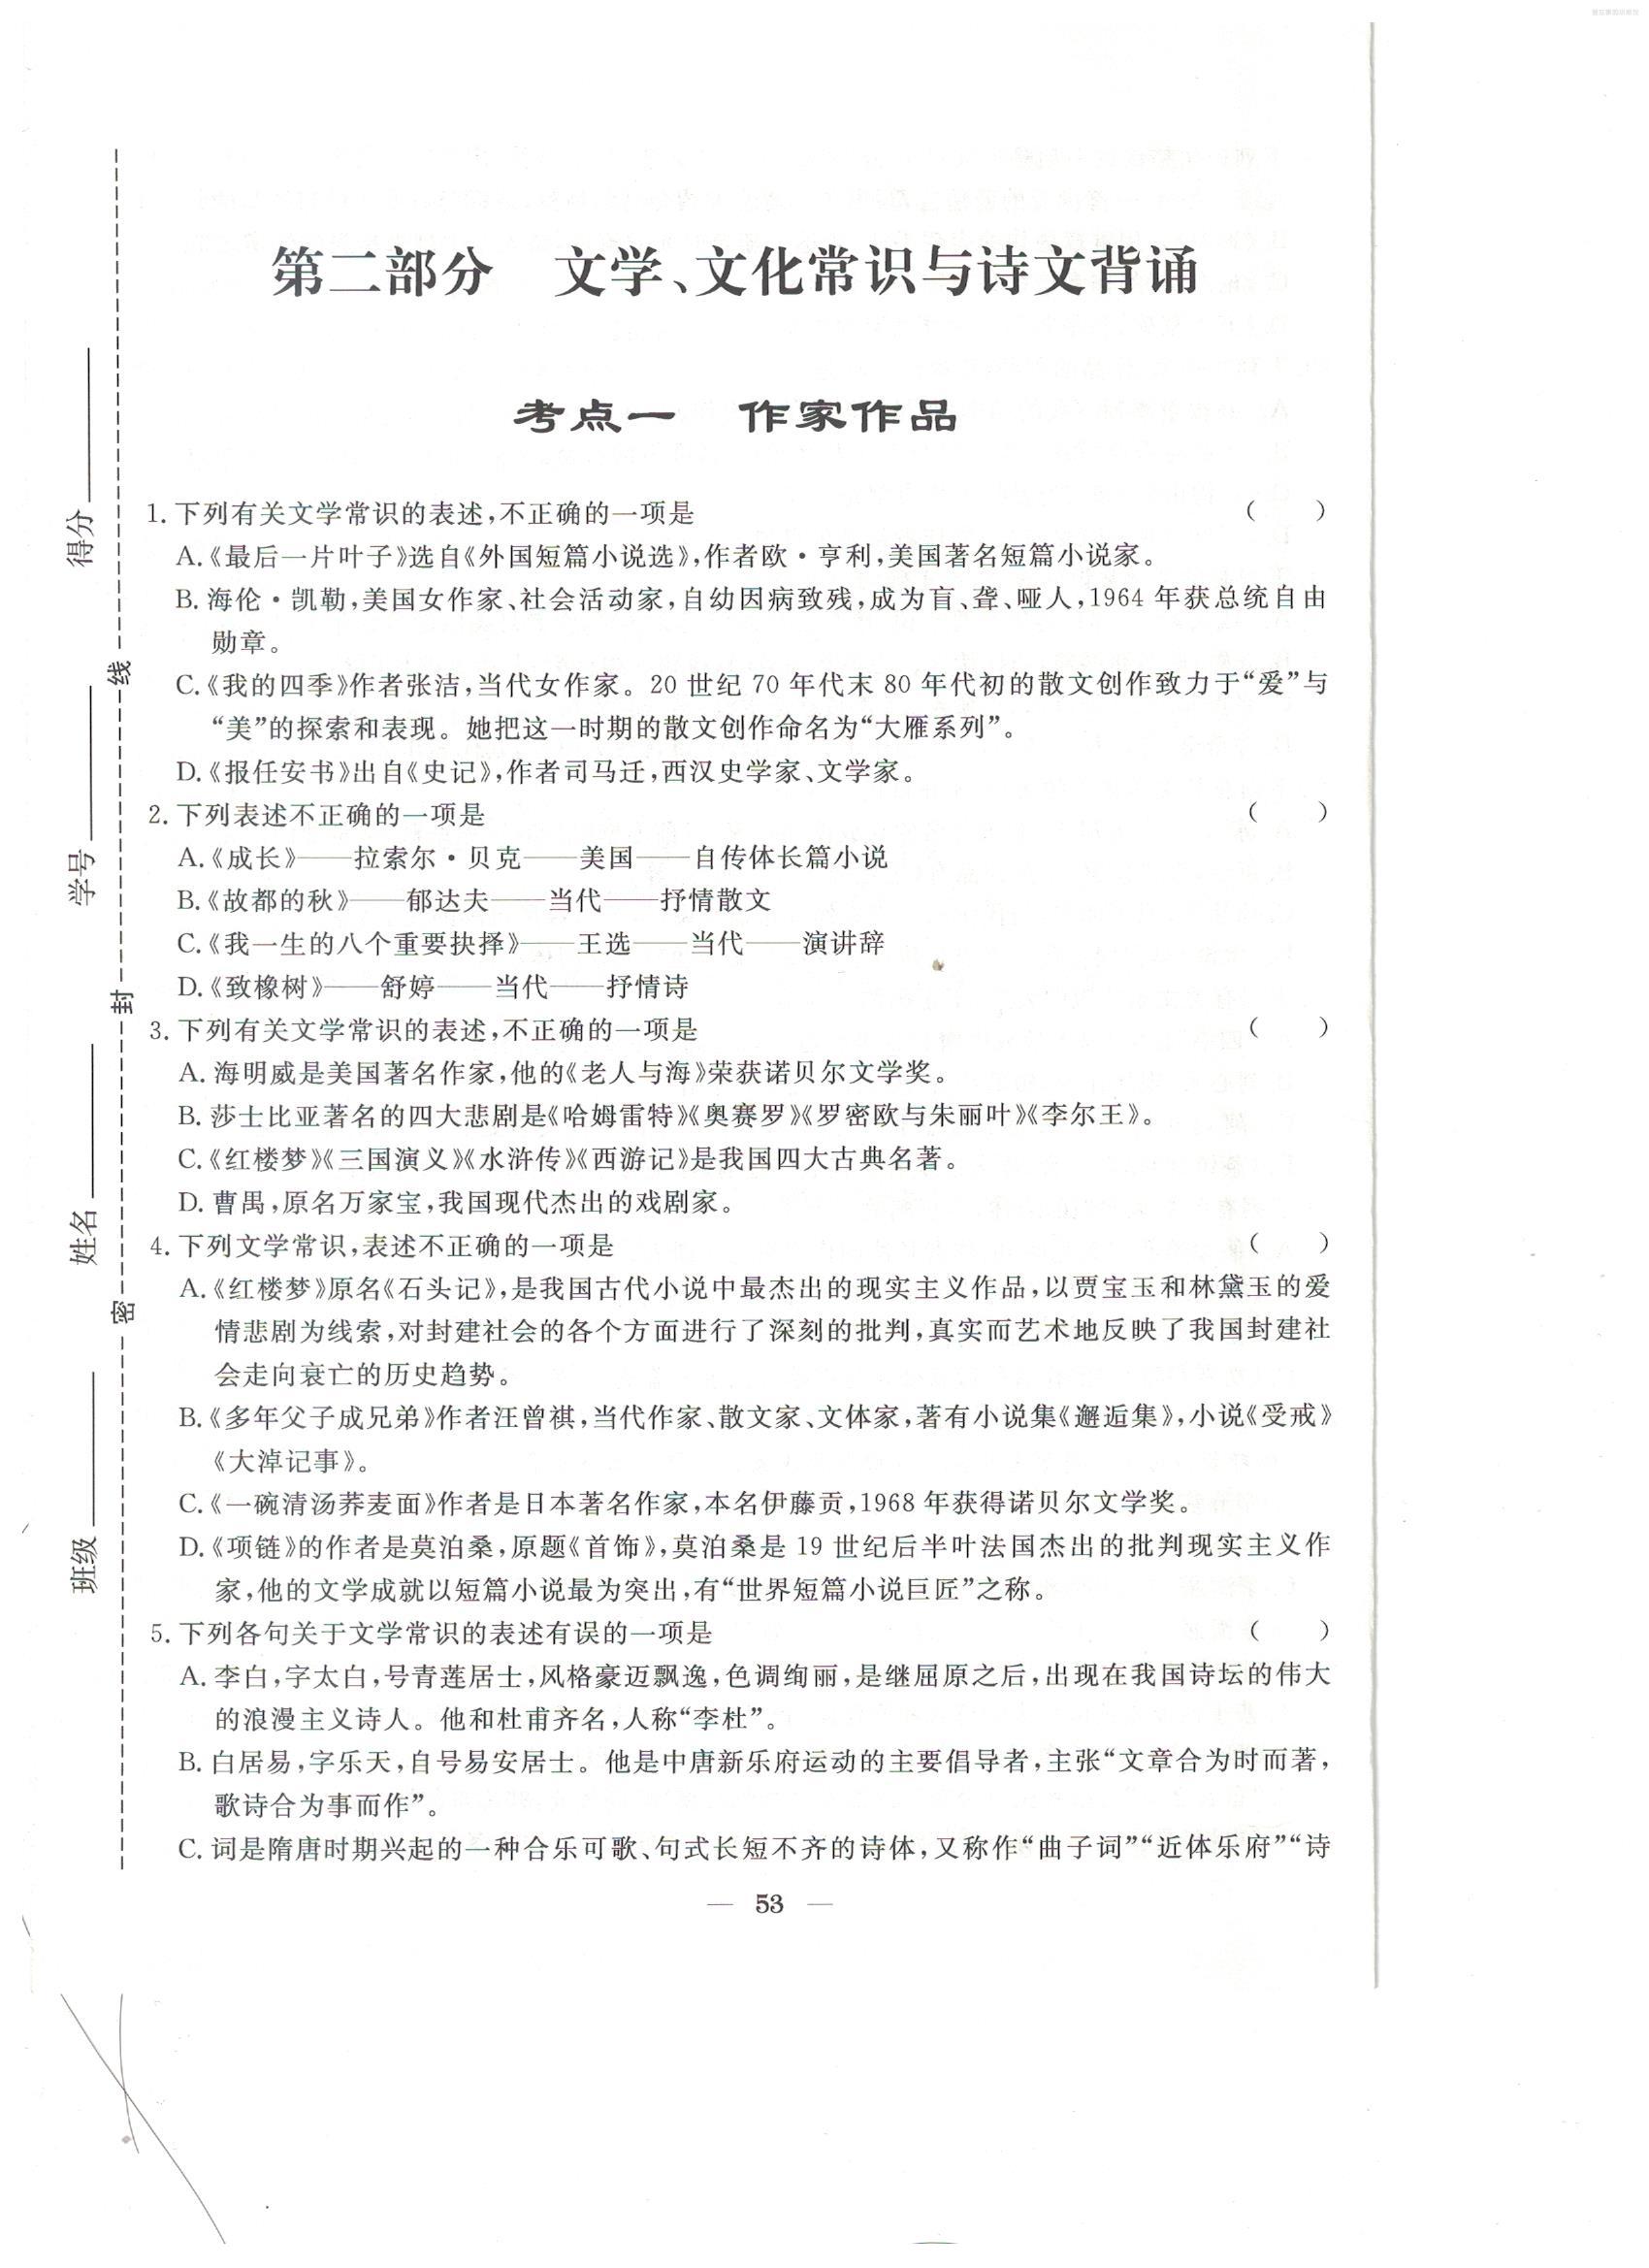 第二部分　文学、文化常识与诗文背诵
考点一　作家作品
1. 下列有关文学常识的表述,不正确的一项是 (　　)
A.《最后一片叶子》选自《外国短篇小说选》,作者欧·亨利,美国著名短篇小说家。
B. 海伦·凯勒,美国女作家、社会活动家,自幼因病致残,成为盲、聋、哑人,1964 年获总统自由
勋章。
C.《我的四季》作者张洁,当代女作家。20 世纪 70 年代末 80 年代初的散文创作致力于“爱”与
“美”的探索和表现。她把这一时期的散文创作命名为“大雁系列”。
D.《报任安书》出自《史记》,作者司马迁,西汉史学家、文学家。
2. 下列表述不正确的一项是 (　　)
A.《成长》——拉索尔·贝克——美国——自传体长篇小说
B.《故都的秋》——郁达夫——当代——抒情散文
C.《我一生的八个重要抉择》——王选——当代——演讲辞
D.《致橡树》——舒婷——当代——抒情诗
3. 下列有关文学常识的表述,不正确的一项是 (　　)
A. 海明威是美国著名作家,他的《老人与海》荣获诺贝尔文学奖。
B. 莎士比亚著名的四大悲剧是《哈姆雷特》《奥赛罗》《罗密欧与朱丽叶》《李尔王》。
C.《红楼梦》《三国演义》《水浒传》《西游记》是我国四大古典名著。
D. 曹禺,原名万家宝,我国现代杰出的戏剧家。
4. 下列文学常识,表述不正确的一项是 (　　)
A.《红楼梦》原名《石头记》,是我国古代小说中最杰出的现实主义作品,以贾宝玉和林黛玉的爱
情悲剧为线索,对封建社会的各个方面进行了深刻的批判,真实而艺术地反映了我国封建社
会走向衰亡的历史趋势。
B.《多年父子成兄弟》作者汪曾祺,当代作家、散文家、文体家,著有小说集《邂逅集》,小说《受戒》
《大淖记事》。
C.《一碗清汤荞麦面》作者是日本著名作家,本名伊藤贡,1968 年获得诺贝尔文学奖。
D.《项链》的作者是莫泊桑,原题《首饰》,莫泊桑是 19 世纪后半叶法国杰出的批判现实主义作
家,他的文学成就以短篇小说最为突出,有“世界短篇小说巨匠”之称。
5. 下列各句关于文学常识的表述有误的一项是 (　　)
A. 李白,字太白,号青莲居士,风格豪迈飘逸,色调绚丽,是继屈原之后,出现在我国诗坛的伟大
的浪漫主义诗人。他和杜甫齐名,人称“李杜”。
B. 白居易,字乐天,自号易安居士。他是中唐新乐府运动的主要倡导者,主张“文章合为时而著,
歌诗合为事而作”。
C. 词是隋唐时期兴起的一种合乐可歌、句式长短不齐的诗体,又称作“曲子词”“近体乐府”“诗
— 53 —
班级
姓名
学号
得分
密
封
线